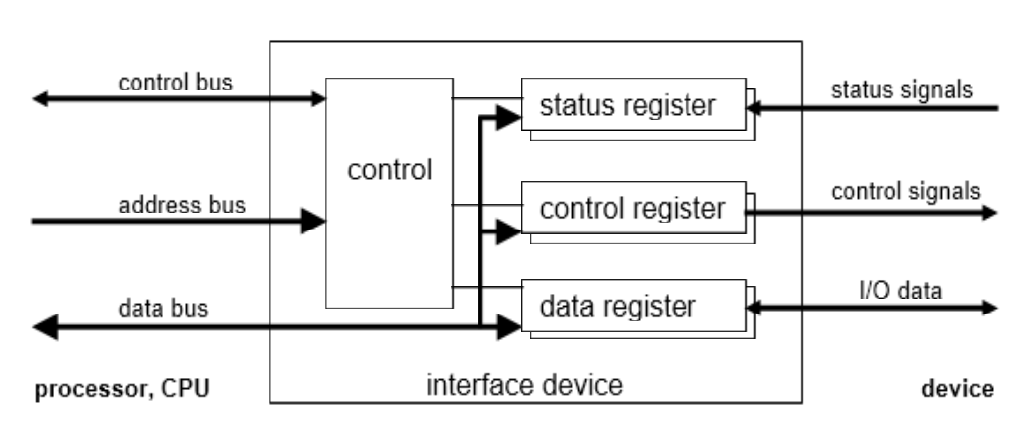 control bus
status register
status signals
control
address bus
control register
control signals
data bus
data register
I/O data
processor, CPU
interface device
device